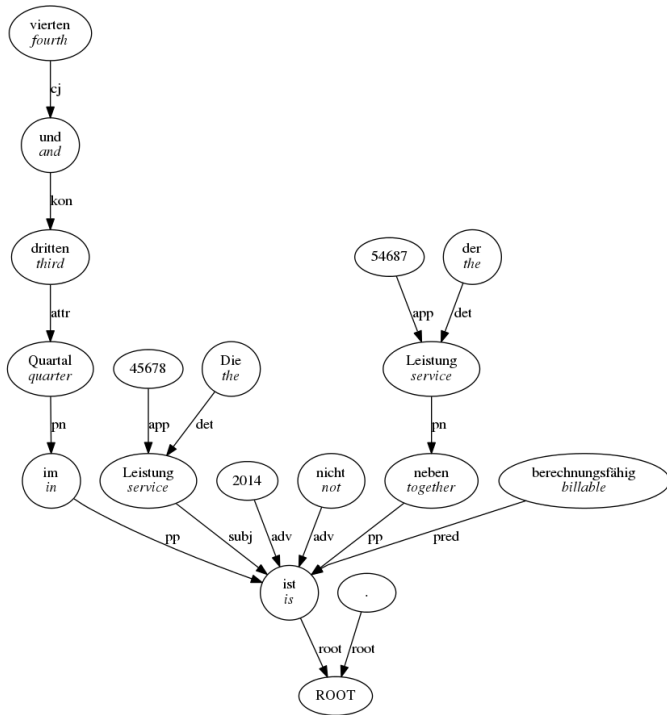 vierten
fourth
cj
und
and
kon
dritten
third
54687
der
the
attr
app
det
Quartal
quarter
45678
Die
the
Leistung
service
pn
app
det
pn
im
in
Leistung
service
2014
nicht
not
neben
together
berechnungsfähig
billable
pp
subj
adv
adv
pp
pred
ist
is
.
root
root
ROOT